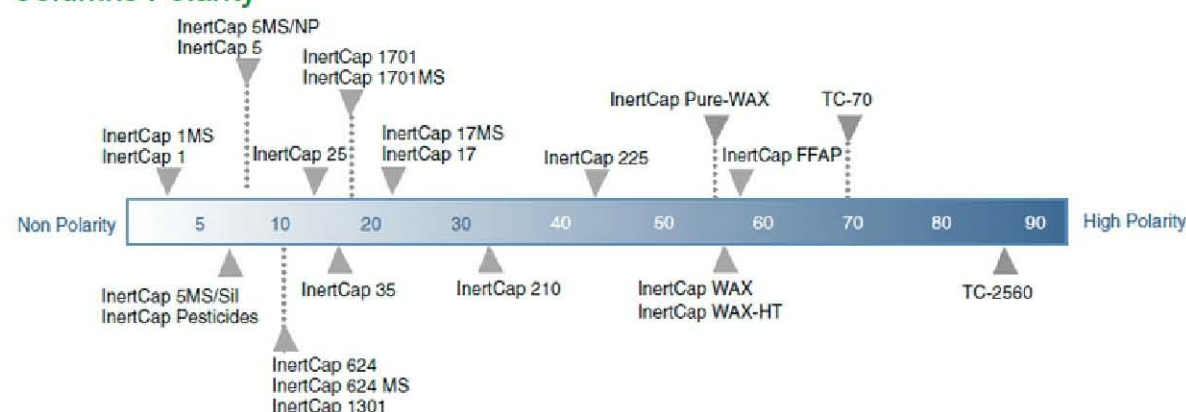 InertCap 5MS/NP
InertCap 5
InertCap 1701
InertCap 1701MS
InertCap Pure-WAX
TC-70
InertCap 1MS
InertCap 1
InertCap 25
InertCap 17MS
InertCap 17
InertCap 225
InertCap FFAP
Non Polarity
5 10 20 30 40 50 60 70 80 90
High Polarity
InertCap 5MS/Sil
InertCap Pesticides
InertCap 35
InertCap 210
InertCap WAX
InertCap WAX-HT
TC-2560
InertCap 624
InertCap 624 MS
InertCap 1301